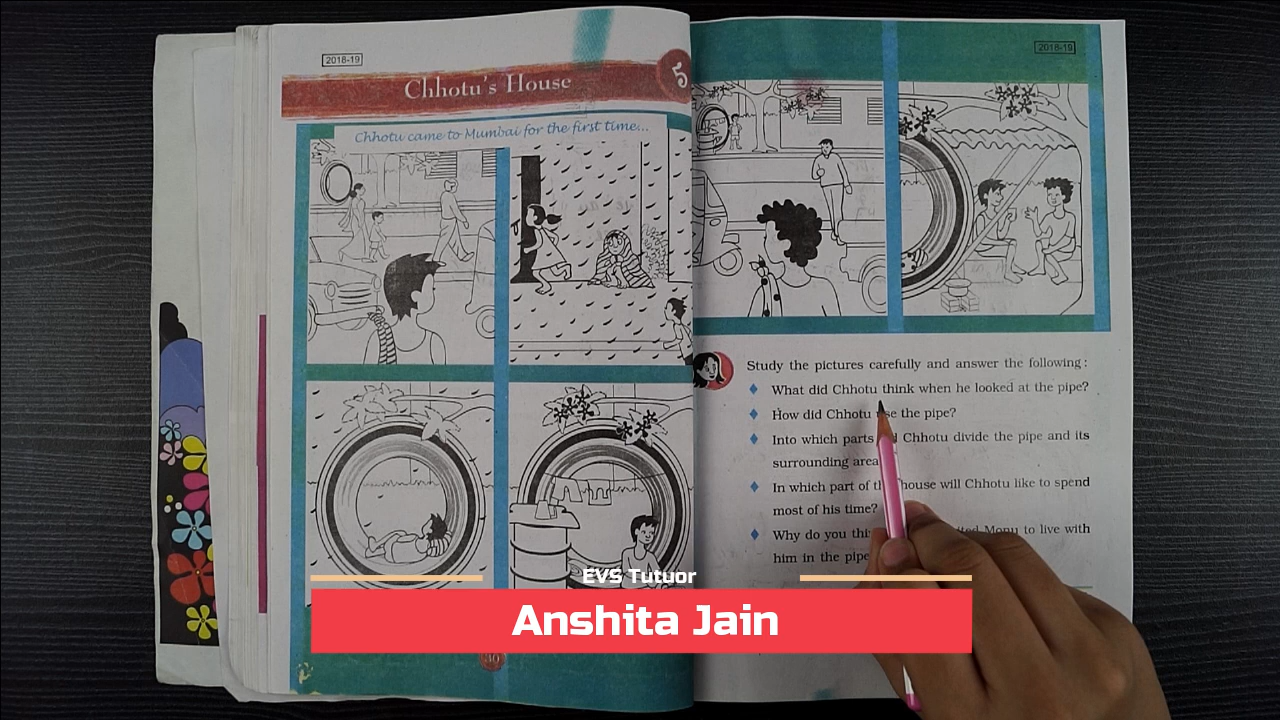 2018-19
Chhotu's House
5
Chhotu came to Mumbai for the first time...
2018-19
Study the pictures carefully and answer the following :
What did Chhotu think when he looked at the pipe?
How did Chhotu the pipe?
Into which parts Chhotu divide the pipe and its
surrounding area
In which part of house will Chhotu like to spend
most of his time?
Why do you Monu to live with
him in the pipe
EVS Tutuor
Anshita Jain